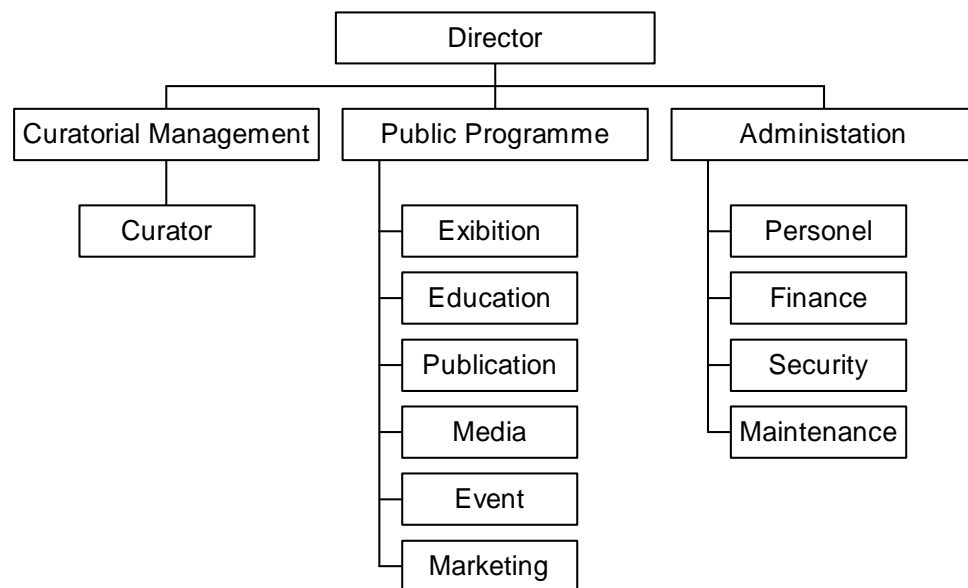 Director
Curatorial Management
Public Programme
Administation
Curator
Exibition
Education
Publication
Media
Event
Marketing
Personel
Finance
Security
Maintenance